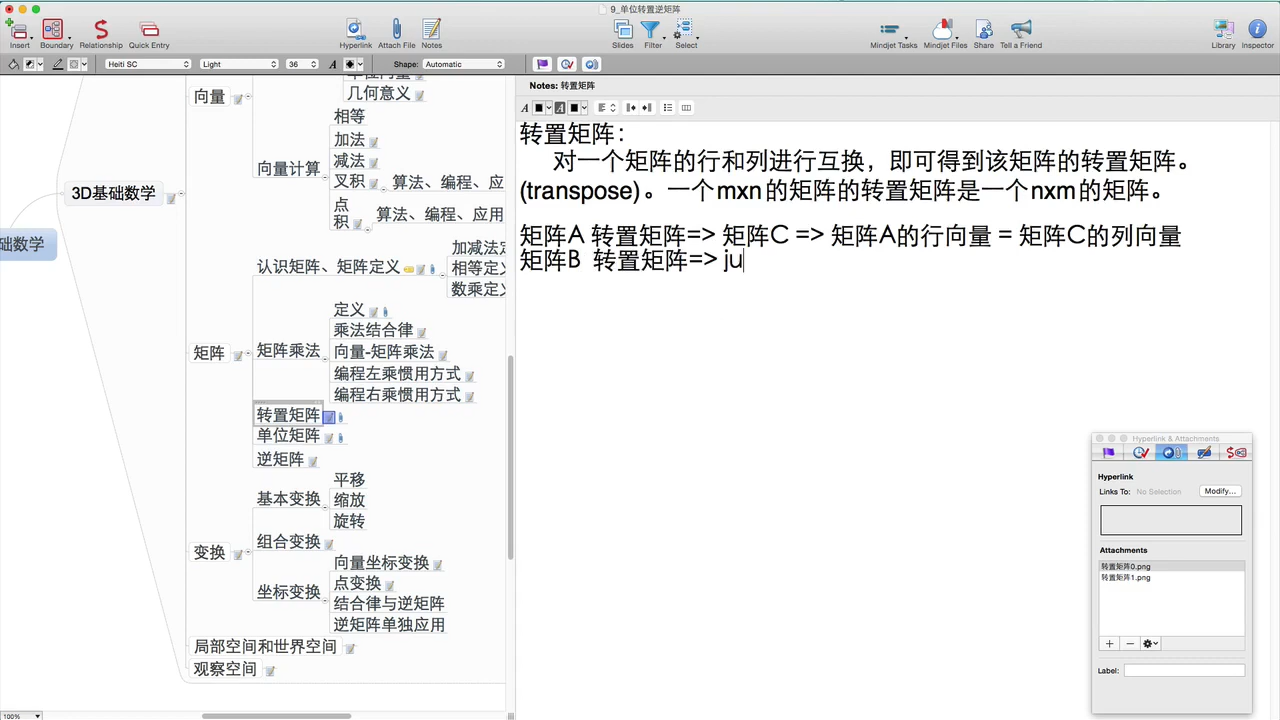 9_单位转置逆矩阵
Insert
Boundary
Relationship
Quick Entry
Hyperlink
Attach File
Notes
Slides
Filter
Select
Mindjet Tasks
Mindjet Files
Share
Tell a Friend
Library
Inspector
Heiti SC
Light
36
Shape:
Automatic
Notes: 转置矩阵
转置矩阵：
对一个矩阵的行和列进行互换，即可得到该矩阵的转置矩阵。
(transpose)。一个mxn的矩阵的转置矩阵是一个nxm的矩阵。
矩阵A 转置矩阵=> 矩阵C => 矩阵A的行向量 = 矩阵C的列向量
矩阵B 转置矩阵=> ju
础数学
3D基础数学
向量
几何意义
向量计算
相等
加法
减法
叉积
算法、编程、应
点
积
算法、编程、应用
矩阵
认识矩阵、矩阵定义
加减法定
相等定义
数乘定义
矩阵乘法
定义
乘法结合律
向量-矩阵乘法
编程左乘惯用方式
编程右乘惯用方式
转置矩阵
单位矩阵
逆矩阵
变换
基本变换
平移
缩放
旋转
组合变换
坐标变换
向量坐标变换
点变换
结合律与逆矩阵
逆矩阵单独应用
局部空间和世界空间
观察空间
Hyperlink & Attachments
Hyperlink
Links To: No Selection
Modify...
Attachments
转置矩阵0.png
转置矩阵1.png
Label:
100%